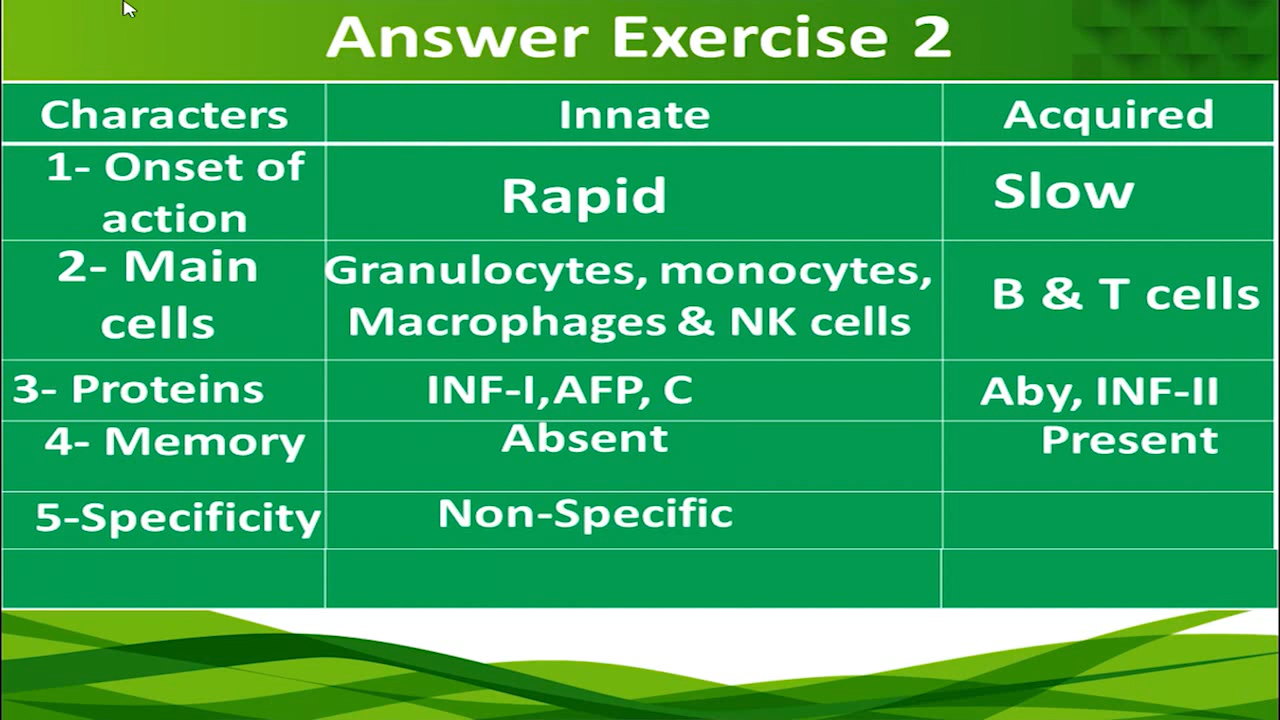 Answer Exercise 2
Characters Innate Acquired
1- Onset of
action
Rapid
Slow
2- Main
cells
Granulocytes, monocytes,
Macrophages & NK cells
B & T cells
3- Proteins INF-I,AFP, C Aby, INF-II
4- Memory Absent Present
5-Specificity Non-Specific